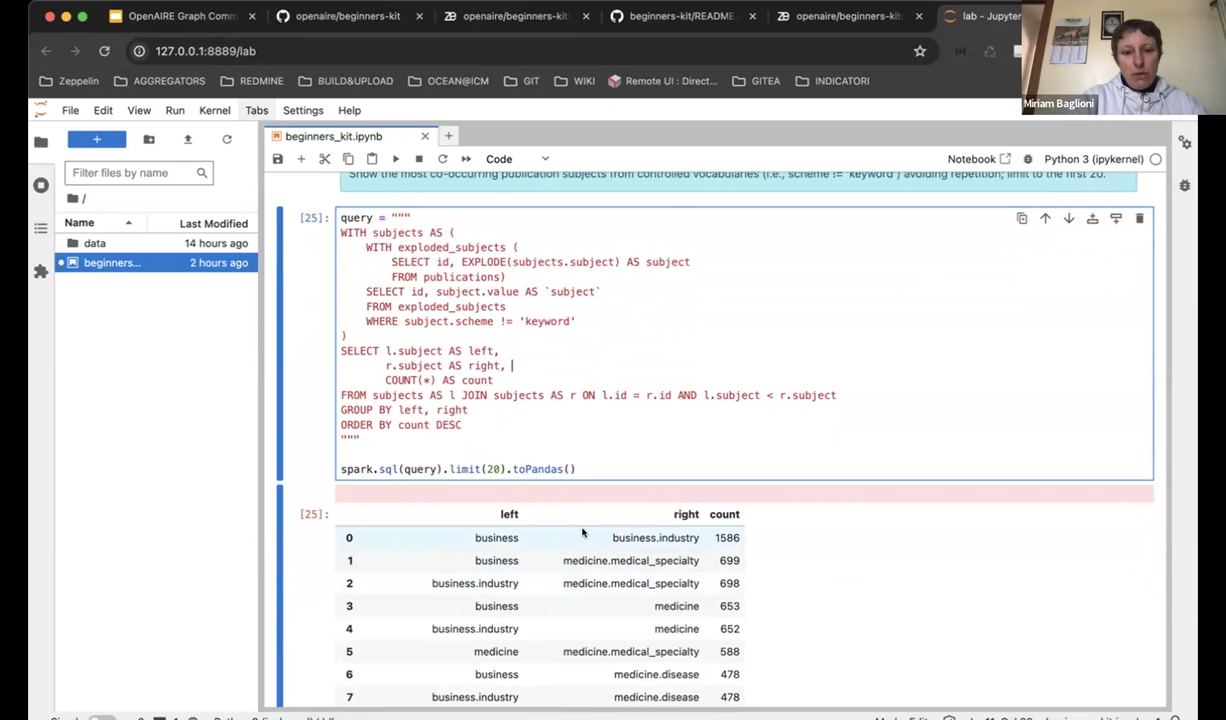 OpenAIRE Graph Comm
openaire/beginners-kit
openaire/beginners-kits
beginners-kit/README
openaire/beginners-kit
lab - Jupyter
127.0.0.1:8889/lab
Zeppelin
AGGREGATORS
REDMINE
BUILD&UPLOAD
OCEAN@ICM
GIT
WIKI
Remote UI : Direct...
GITEA
INDICATORI
Miriam Baglioni
File Edit View Run Kernel Tabs Settings Help
beginners_kit.ipynb
Code
Notebook
Python 3 (ipykernel)
Filter files by name
/
Name Last Modified
data 14 hours ago
beginners... 2 hours ago
Show the most co-occurring publication subjects from controlled vocabularies (i.e., scheme != 'keyword') avoiding repetition; limit to the first 20.
[25]:
query = """
WITH subjects AS (
WITH exploded_subjects (
SELECT id, EXPLODE(subjects.subject) AS subject
FROM publications)
SELECT id, subject.value AS `subject`
FROM exploded_subjects
WHERE subject.scheme != 'keyword'
)
SELECT l.subject AS left,
r.subject AS right,
COUNT(*) AS count
FROM subjects AS l JOIN subjects AS r ON l.id = r.id AND l.subject < r.subject
GROUP BY left, right
ORDER BY count DESC
"""
spark.sql(query).limit(20).toPandas()
[25]:
left right count
0 business business.industry 1586
1 business medicine.medical_specialty 699
2 business.industry medicine.medical_specialty 698
3 business medicine 653
4 business.industry medicine 652
5 medicine medicine.medical_specialty 588
6 business medicine.disease 478
7 business.industry medicine.disease 478